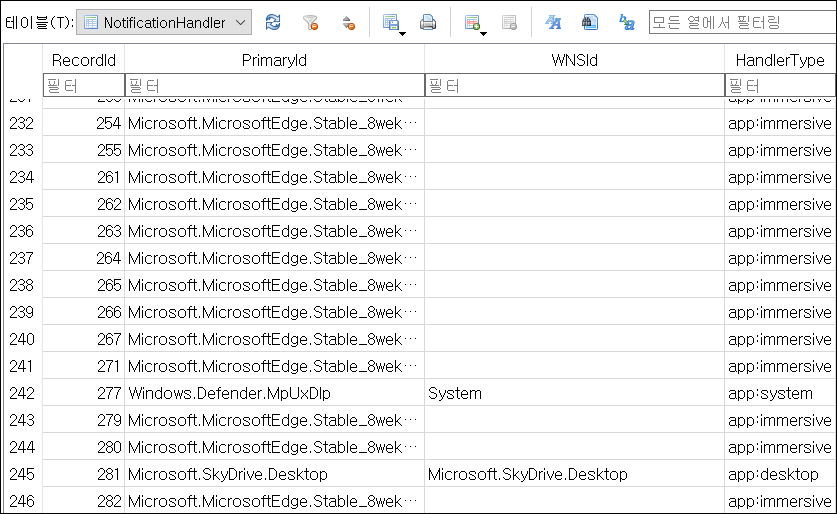 테이블(T): NotificationHandler 모든 열에서 필터링
RecordId PrimaryId WNSId HandlerType
필터 필터 필터 필터
232 254 Microsoft.MicrosoftEdge.Stable_8wek… app:immersive
233 255 Microsoft.MicrosoftEdge.Stable_8wek… app:immersive
234 261 Microsoft.MicrosoftEdge.Stable_8wek… app:immersive
235 262 Microsoft.MicrosoftEdge.Stable_8wek… app:immersive
236 263 Microsoft.MicrosoftEdge.Stable_8wek… app:immersive
237 264 Microsoft.MicrosoftEdge.Stable_8wek… app:immersive
238 265 Microsoft.MicrosoftEdge.Stable_8wek… app:immersive
239 266 Microsoft.MicrosoftEdge.Stable_8wek… app:immersive
240 267 Microsoft.MicrosoftEdge.Stable_8wek… app:immersive
241 271 Microsoft.MicrosoftEdge.Stable_8wek… app:immersive
242 277 Windows.Defender.MpUxDlp System app:system
243 279 Microsoft.MicrosoftEdge.Stable_8wek… app:immersive
244 280 Microsoft.MicrosoftEdge.Stable_8wek… app:immersive
245 281 Microsoft.SkyDrive.Desktop Microsoft.SkyDrive.Desktop app:desktop
246 282 Microsoft.MicrosoftEdge.Stable_8wek… app:immersive